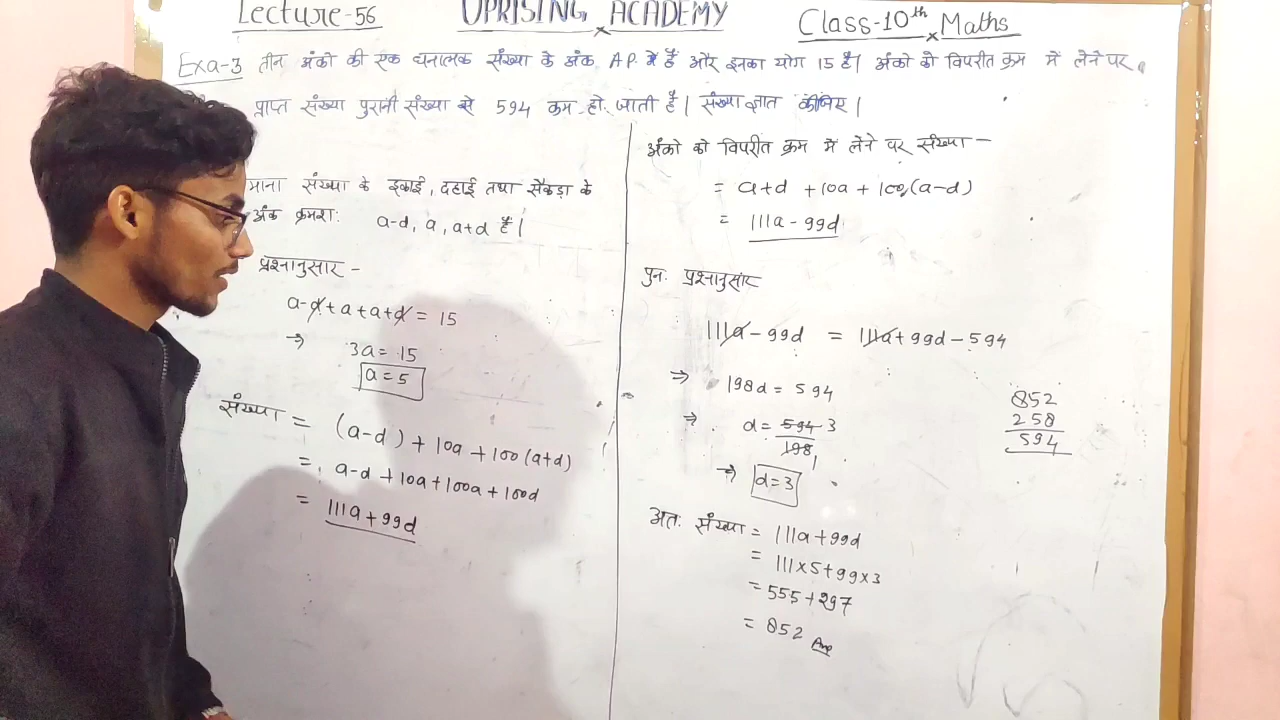 Lecture-56 UPRISING ACADEMY Class-10th Maths
Exa-3 तीन अंको की एक धनात्मक संख्या के अंक A.P. में हैं और इनका योग 15 है। अंको को विपरीत क्रम में लेने पर
प्राप्त संख्या पुरानी संख्या से 594 कम हो जाती है। संख्या ज्ञात कीजिए।
माना संख्या के इकाई, दहाई तथा सैकड़ा के
अंक क्रमशः a-d, a, a+d हैं।
प्रश्नानुसार -
a-d+a+a+d = 15
⇒ 3a = 15
a = 5
संख्या = (a-d) + 10a + 100(a+d)
= a-d+10a+100a+100d
= 111a+99d
अंको को विपरीत क्रम में लेने पर संख्या -
= a+d +10a + 100(a-d)
= 111a-99d
पुनः प्रश्नानुसार
111a-99d = 111a+99d-594
⇒ 198d = 594
⇒ d = 594/198 3 1
⇒ d=3
852
258
594
अतः संख्या = 111a+99d
= 111×5+99×3
= 555+297
= 852 Ans